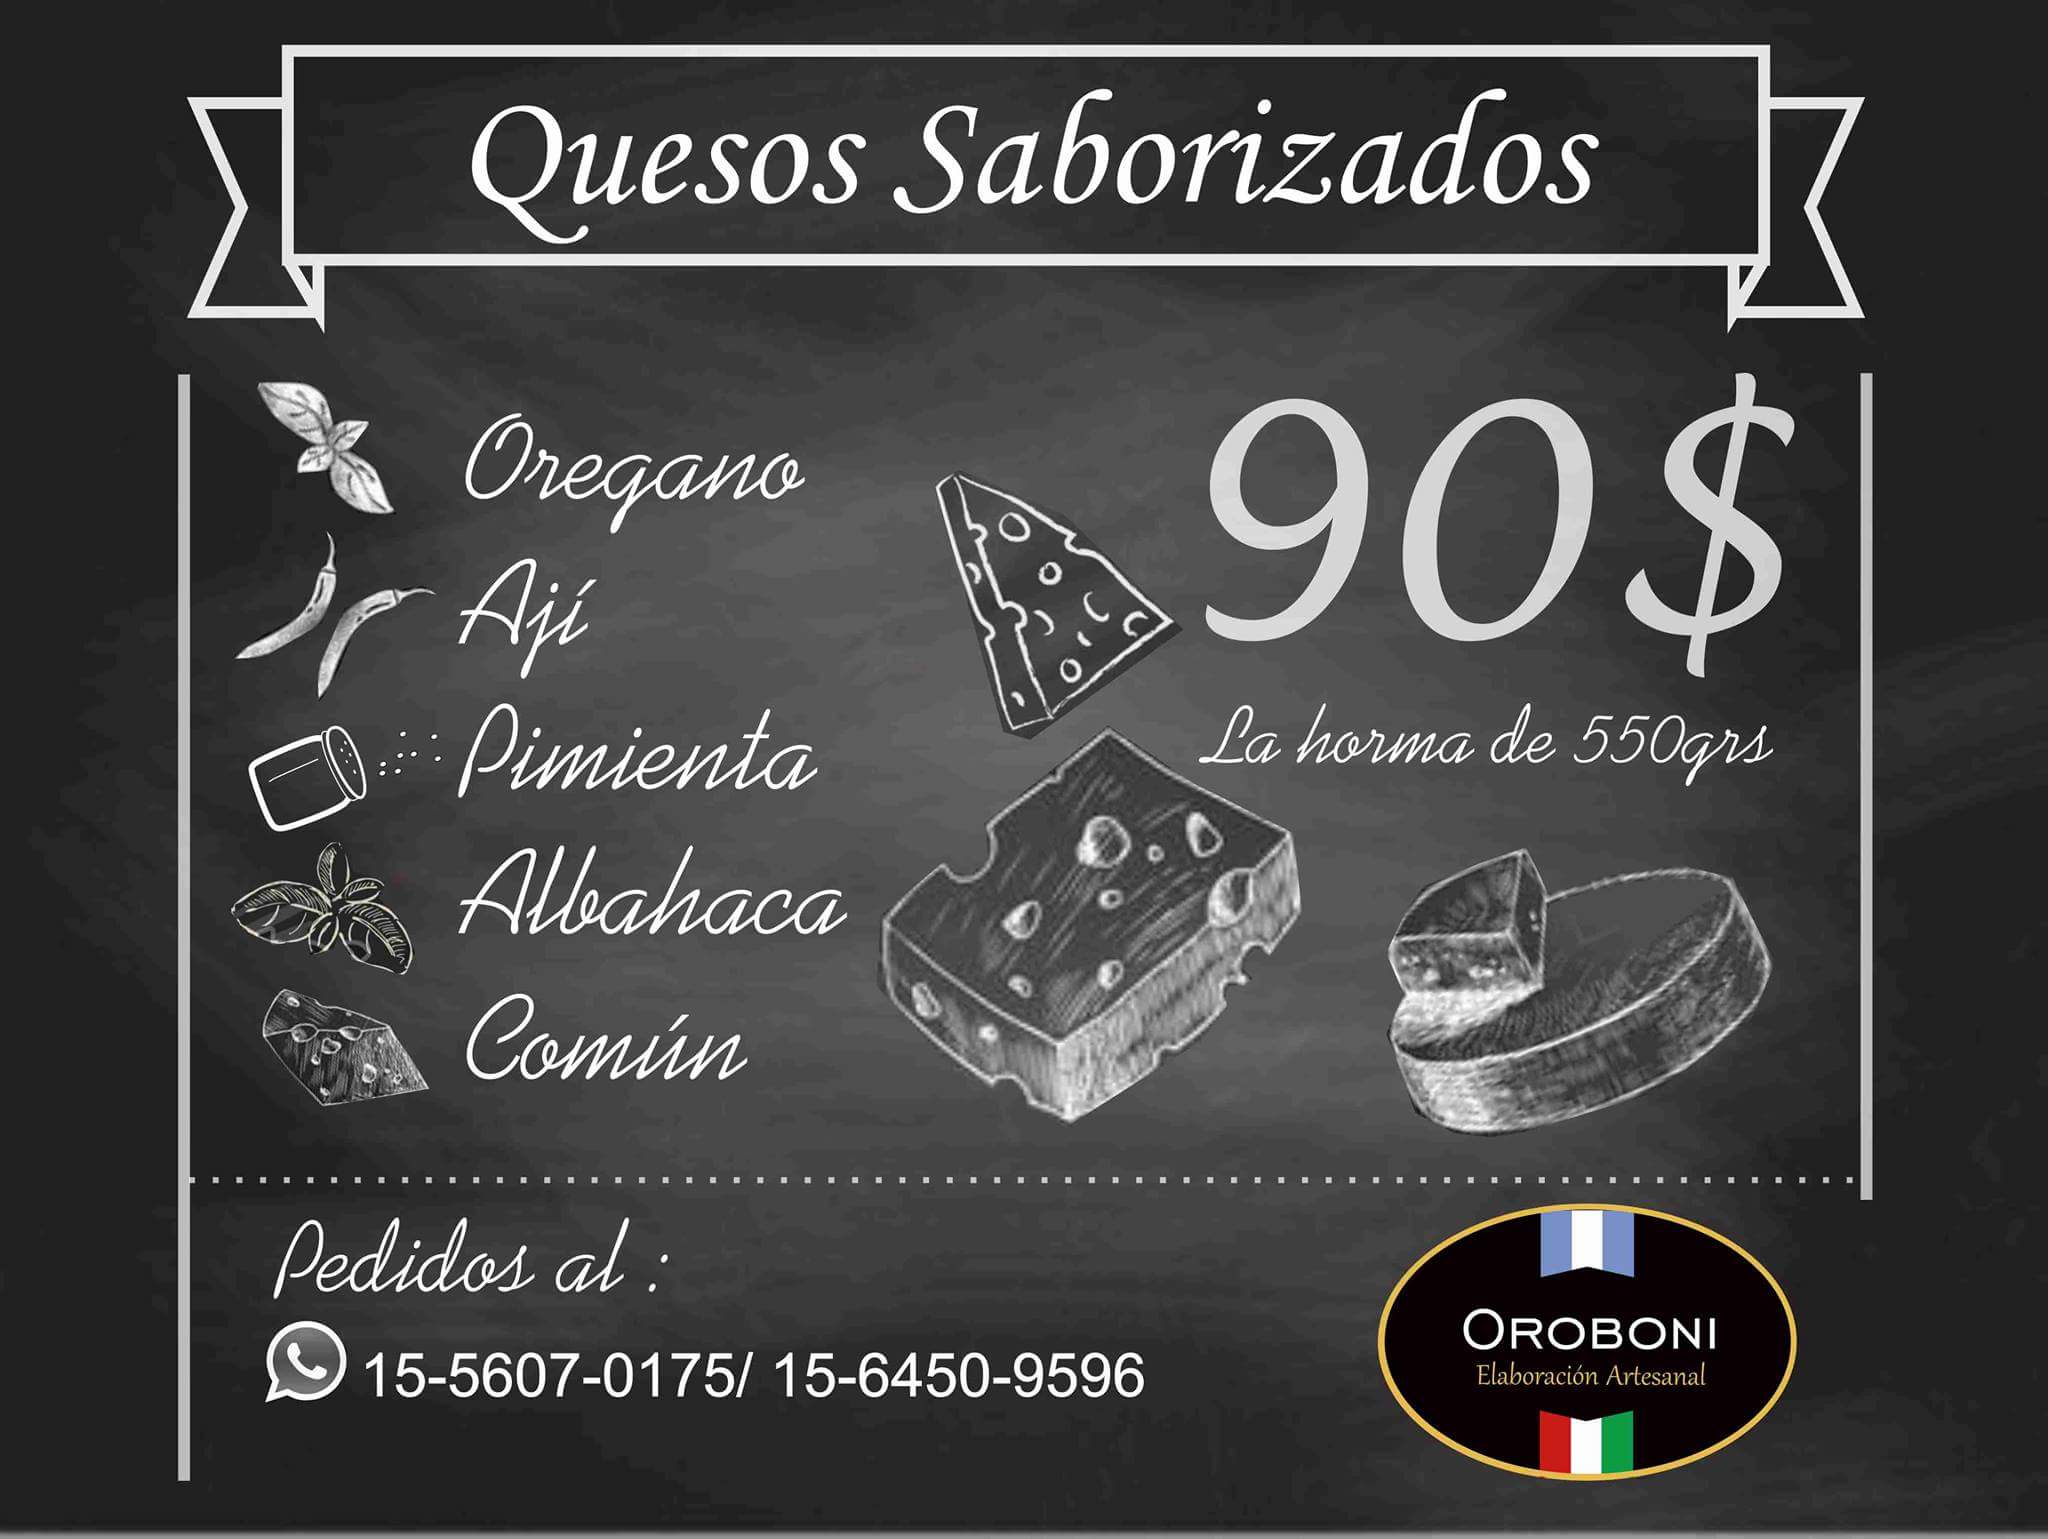 Quesos Saborizados
Oregano
Ají
Pimienta
Albahaca
Común
90$
La horma de 550grs
Pedidos al :
15-5607-0175/ 15-6450-9596
OROBONI
Elaboración Artesanal